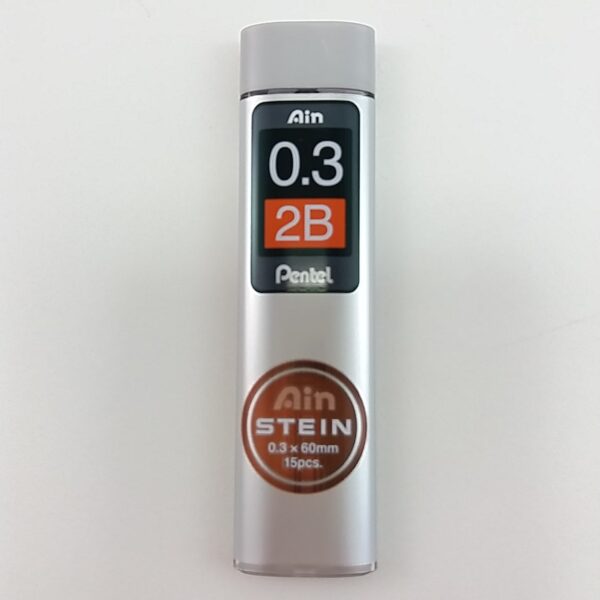 Ain
0.3
2B
Pentel
Ain
STEIN
0.3 × 60mm
15pcs.